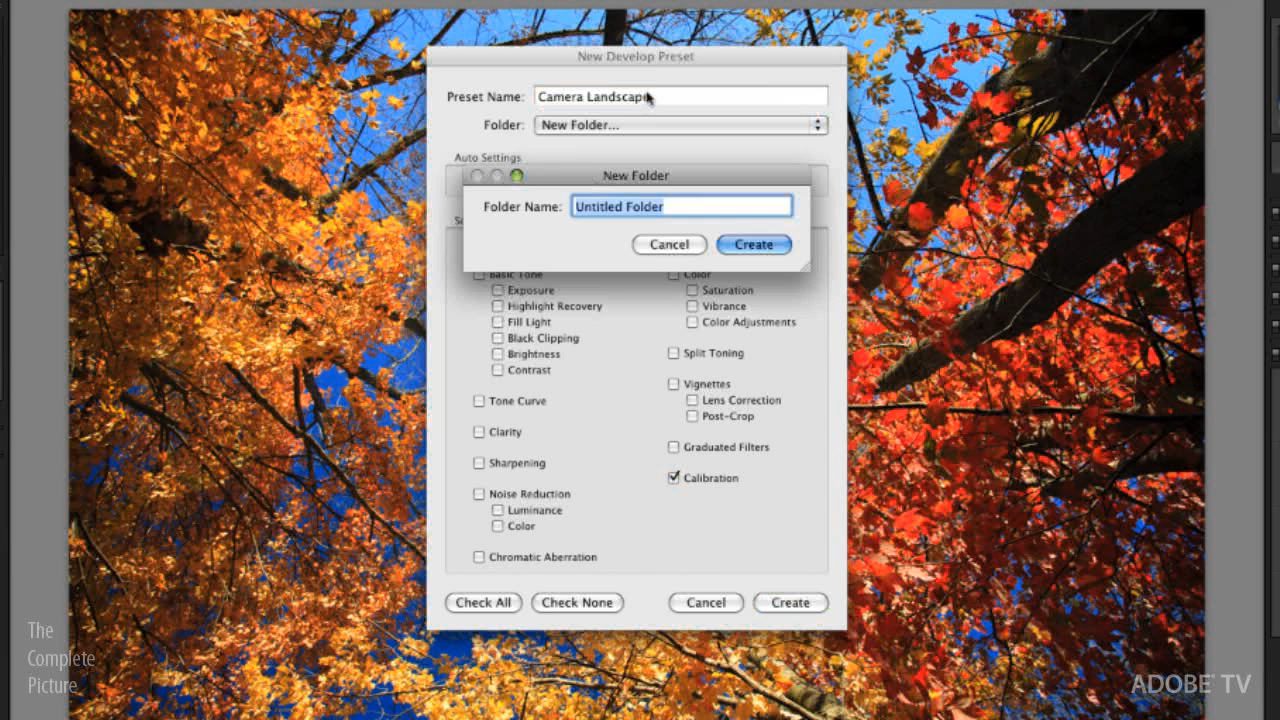 New Develop Preset
Preset Name: Camera Landscape
Folder: New Folder...
Auto Settings
New Folder
Folder Name: Untitled Folder
Cancel Create
Basic Tone
Exposure
Highlight Recovery
Fill Light
Black Clipping
Brightness
Contrast
Tone Curve
Clarity
Sharpening
Noise Reduction
Luminance
Color
Chromatic Aberration
Color
Saturation
Vibrance
Color Adjustments
Split Toning
Vignettes
Lens Correction
Post-Crop
Graduated Filters
Calibration
Check All Check None Cancel Create
The
Complete
Picture
ADOBE TV